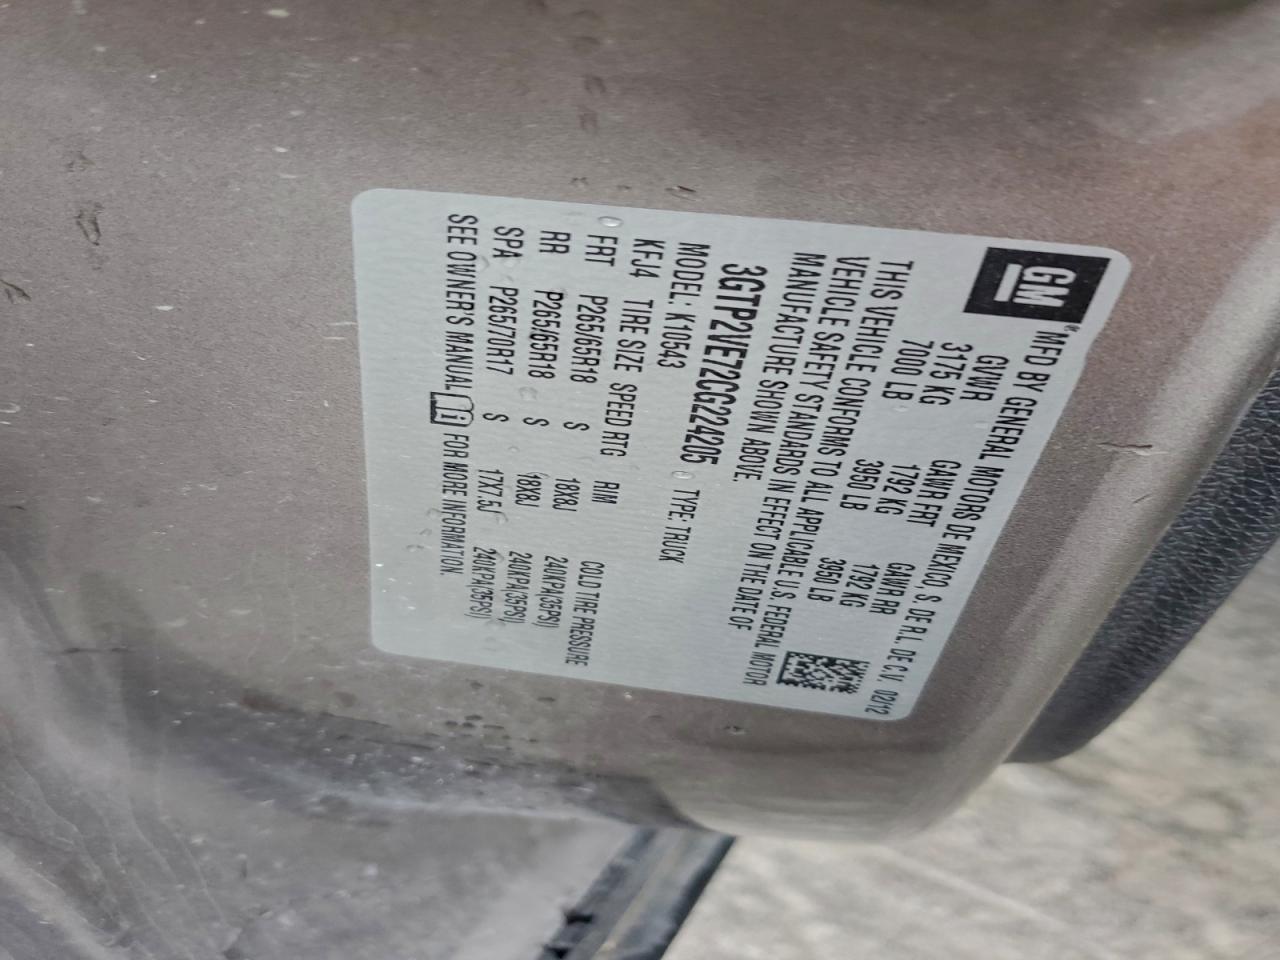 GM ® MFD BY GENERAL MOTORS DE MEXICO, S. DE R.L. DE C.V. 02/12
GVWR GAWR FRT GAWR RR
3175 KG 1792 KG 1792 KG
7000 LB 3950 LB 3950 LB
THIS VEHICLE CONFORMS TO ALL APPLICABLE U.S. FEDERAL MOTOR
VEHICLE SAFETY STANDARDS IN EFFECT ON THE DATE OF
MANUFACTURE SHOWN ABOVE.
3GTP2VE72CG224205 TYPE: TRUCK
MODEL: K10543
KFJ4 TIRE SIZE SPEED RTG RIM COLD TIRE PRESSURE
FRT P265/65R18 S 18X8J 240KPA(35PSI)
RR P265/65R18 S 18X8J 240KPA(35PSI)
SPA P265/70R17 S 17X7.5J 240KPA(35PSI)
SEE OWNER'S MANUAL FOR MORE INFORMATION.